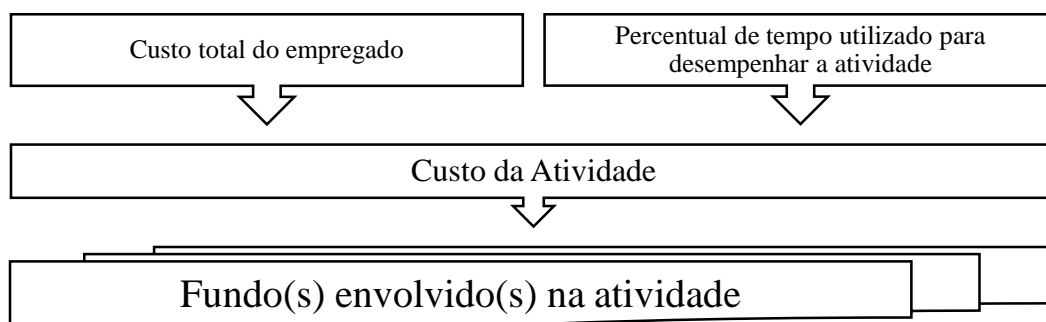 Custo total do empregado
Percentual de tempo utilizado para
desempenhar a atividade
Custo da Atividade
Fundo(s) envolvido(s) na atividade